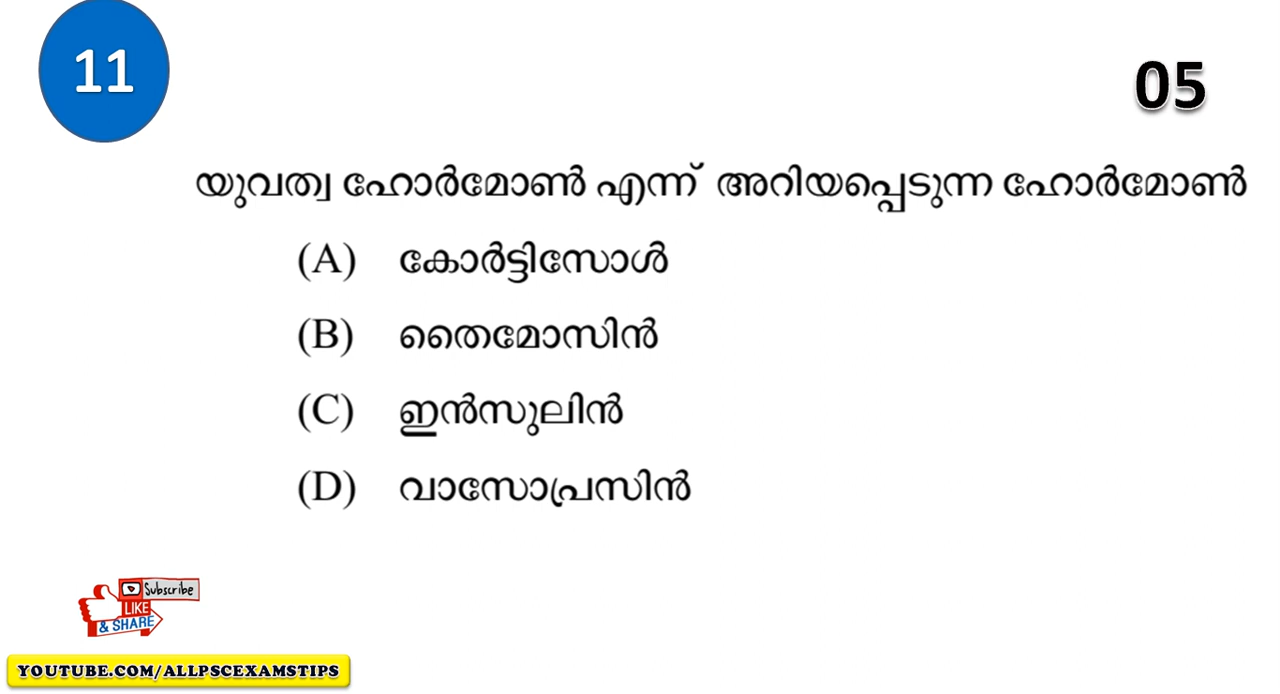 11
05
യുവത്വ ഹോർമോൺ എന്ന് അറിയപ്പെടുന്ന ഹോർമോൺ
(A) കോർട്ടിസോൾ
(B) തൈമോസിൻ
(C) ഇൻസുലിൻ
(D) വാസോപ്രസിൻ
Subscribe
LIKE
& SHARE
YOUTUBE.COM/ALLPSCEXAMSTIPS